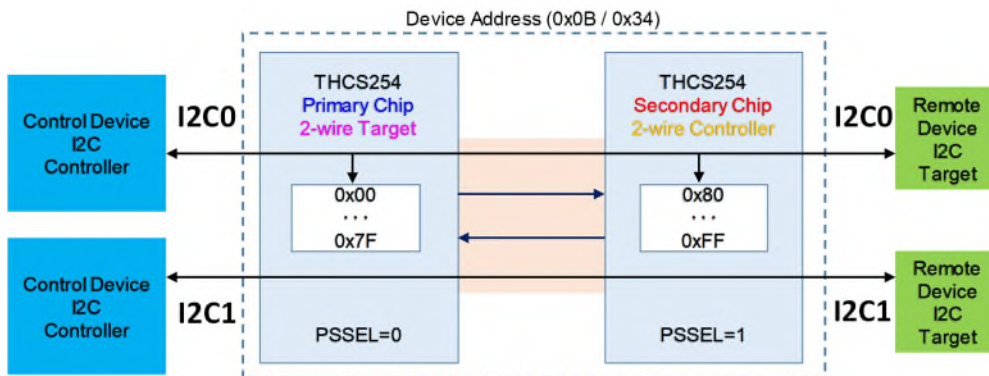 Device Address (0x0B / 0x34)
Control Device
I2C
Controller
I2C0
THCS254
Primary Chip
2-wire Target
0x00
...
0x7F
PSSEL=0
THCS254
Secondary Chip
2-wire Controller
0x80
...
0xFF
PSSEL=1
I2C0
Remote
Device
I2C
Target
Control Device
I2C
Controller
I2C1
I2C1
Remote
Device
I2C
Target